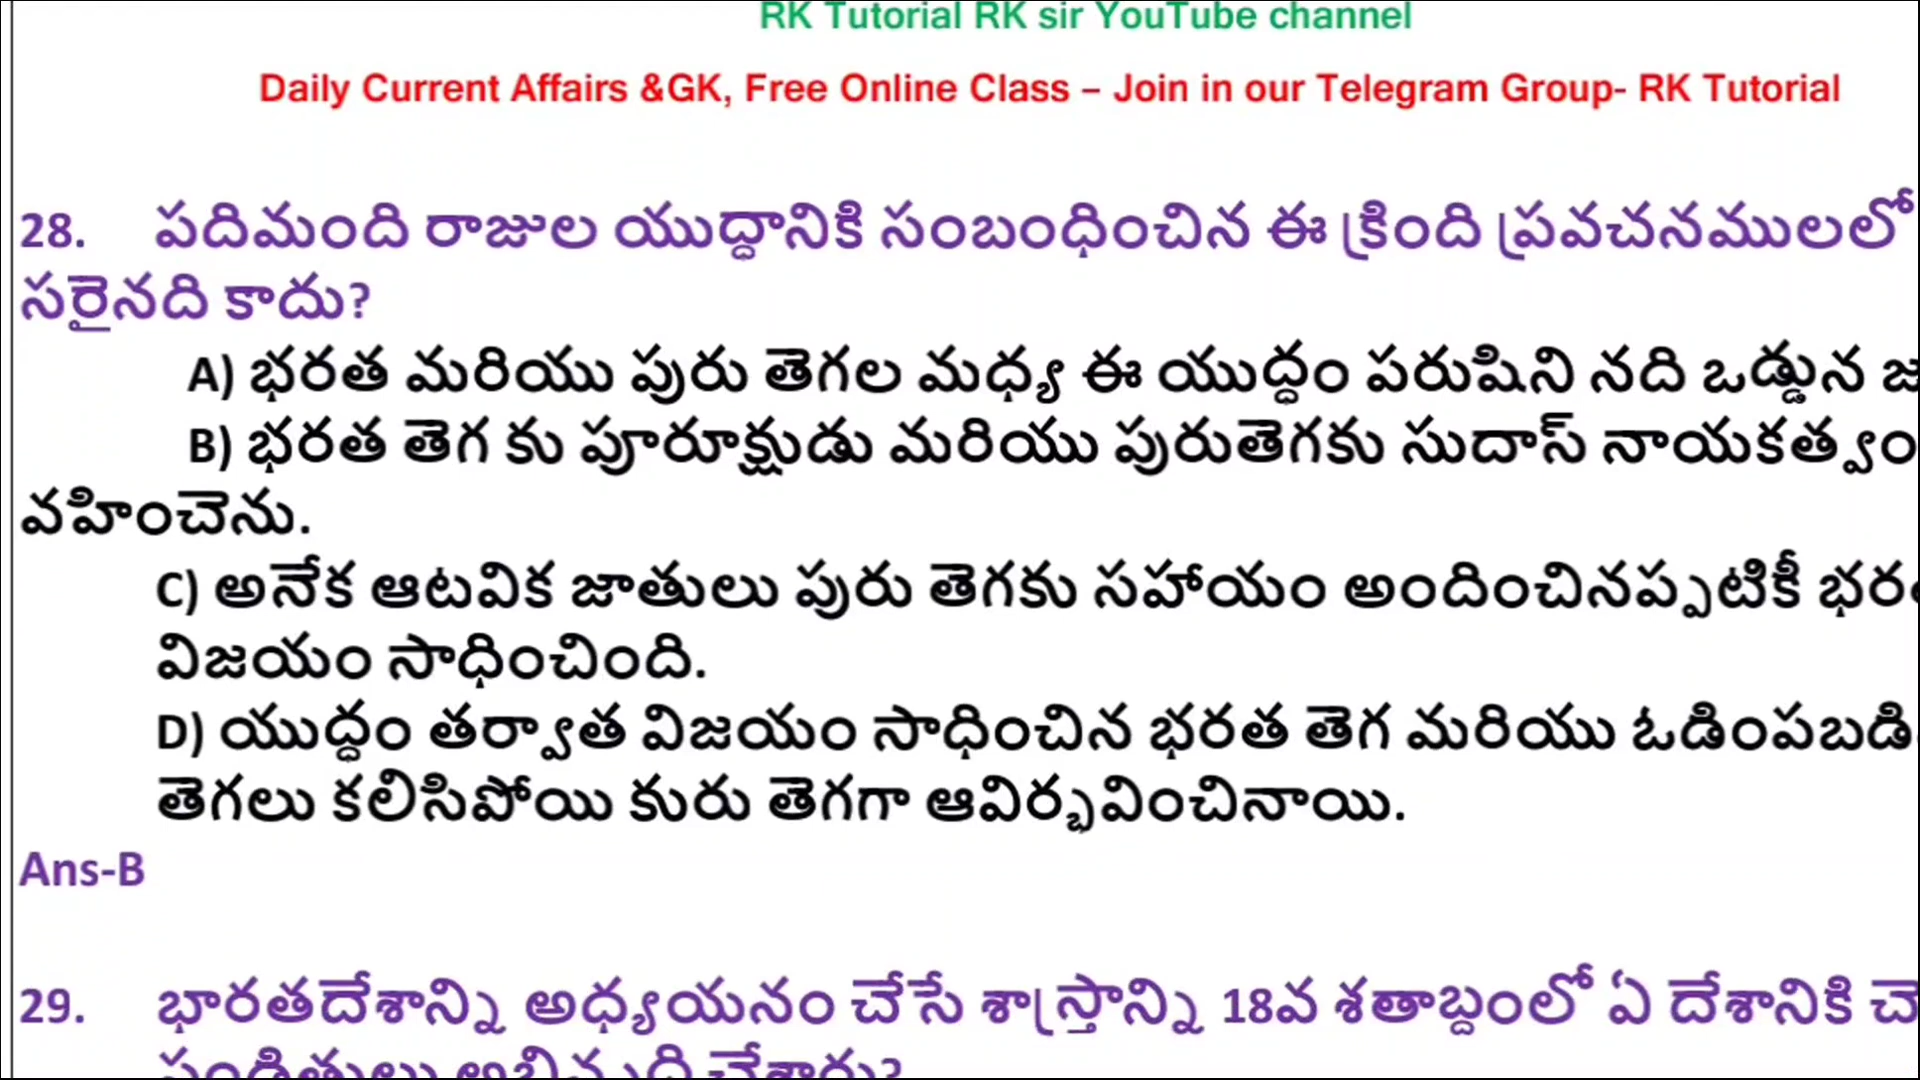 RK Tutorial RK sir YouTube channel
Daily Current Affairs &GK, Free Online Class – Join in our Telegram Group- RK Tutorial
28. పదిమంది రాజుల యుద్ధానికి సంబంధించిన ఈ క్రింది ప్రవచనములలో
సరైనది కాదు?
A) భరత మరియు పురు తెగల మధ్య ఈ యుద్ధం పరుషిని నది ఒడ్డున
B) భరత తెగ కు పూరూక్షుడు మరియు పురుతెగకు సుదాస్ నాయకత్వం
వహించెను.
C) అనేక ఆటవిక జాతులు పురు తెగకు సహాయం అందించినప్పటికీ
విజయం సాధించింది.
D) యుద్ధం తర్వాత విజయం సాధించిన భరత తెగ మరియు ఓడింపబడి
తెగలు కలిసిపోయి కురు తెగగా ఆవిర్భవించినాయి.
Ans-B
29. భారతదేశాన్ని అధ్యయనం చేసే శాస్త్రాన్ని 18వ శతాబ్దంలో ఏ దేశానికి